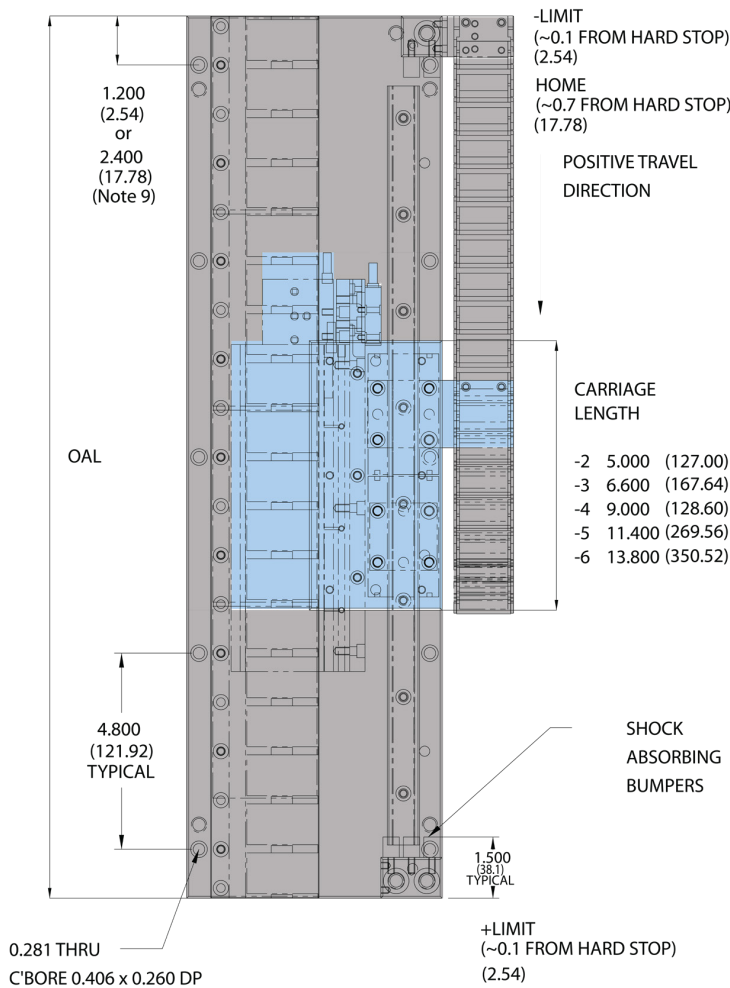 -LIMIT
(~0.1 FROM HARD STOP)
(2.54)
HOME
(~0.7 FROM HARD STOP)
(17.78)
1.200
(2.54)
or
2.400
(17.78)
(Note 9)
POSITIVE TRAVEL
DIRECTION
OAL
CARRIAGE
LENGTH
-2 5.000 (127.00)
-3 6.600 (167.64)
-4 9.000 (128.60)
-5 11.400 (269.56)
-6 13.800 (350.52)
4.800
(121.92)
TYPICAL
SHOCK
ABSORBING
BUMPERS
1.500
(38.1)
TYPICAL
0.281 THRU
C'BORE 0.406 x 0.260 DP
+LIMIT
(~0.1 FROM HARD STOP)
(2.54)